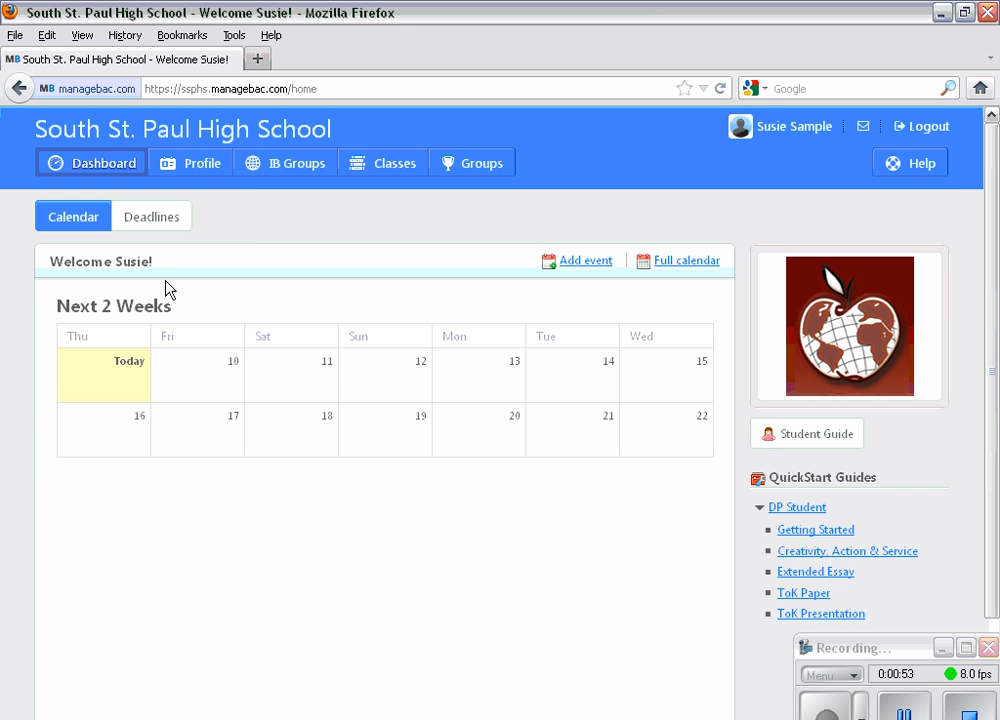 South St. Paul High School - Welcome Susie! - Mozilla Firefox
File Edit View History Bookmarks Tools Help
MB South St. Paul High School - Welcome Susie! +
MB managebac.com https://ssphs.managebac.com/home Google
South St. Paul High School
Susie Sample Logout
Dashboard Profile IB Groups Classes Groups Help
Calendar Deadlines
Welcome Susie! Add event Full calendar
Next 2 Weeks
Thu Fri Sat Sun Mon Tue Wed
Today 10 11 12 13 14 15
16 17 18 19 20 21 22
Student Guide
QuickStart Guides
DP Student
Getting Started
Creativity, Action & Service
Extended Essay
ToK Paper
ToK Presentation
Recording...
Menu 0:00:53 8.0 fps